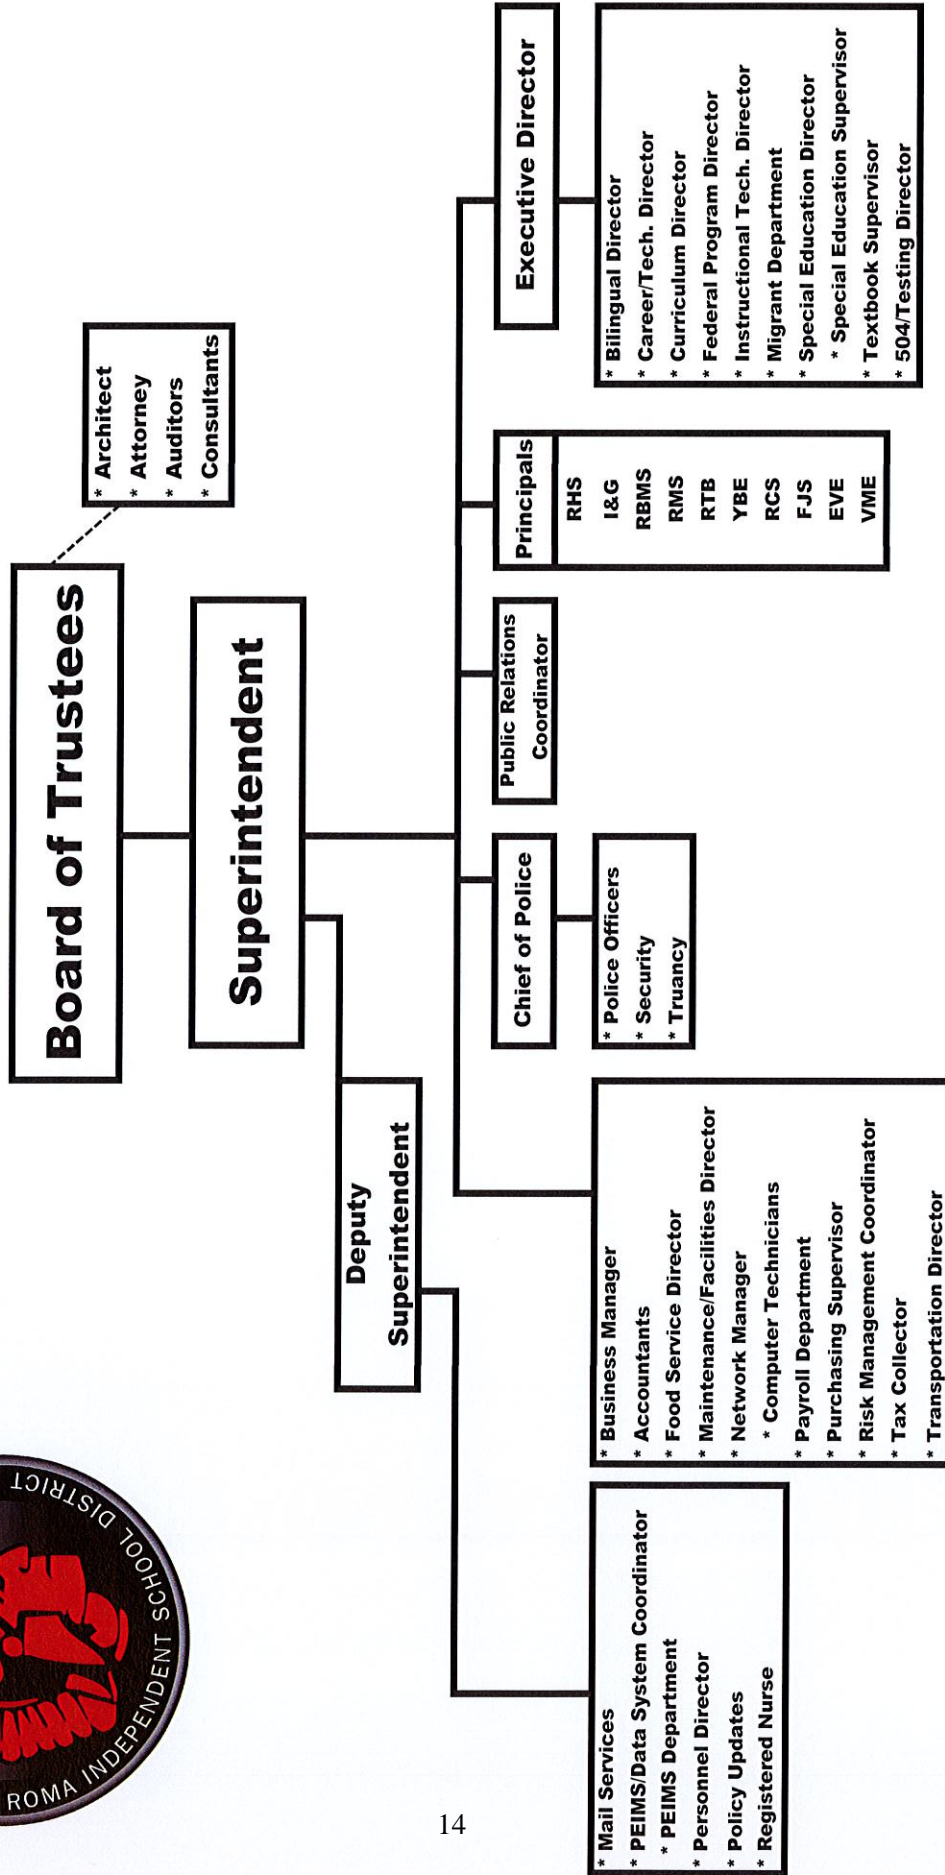 ROMA INDEPENDENT SCHOOL DISTRICT
Board of Trustees
* Architect
* Attorney
* Auditors
* Consultants
Superintendent
Deputy
Superintendent
* Mail Services
* PEIMS/Data System Coordinator
* PEIMS Department
* Personnel Director
* Policy Updates
* Registered Nurse
* Business Manager
* Accountants
* Food Service Director
* Maintenance/Facilities Director
* Network Manager
* Computer Technicians
* Payroll Department
* Purchasing Supervisor
* Risk Management Coordinator
* Tax Collector
* Transportation Director
Chief of Police
* Police Officers
* Security
* Truancy
Public Relations
Coordinator
Principals
RHS
I&G
RBMS
RMS
RTB
YBE
RCS
FJS
EVE
VME
Executive Director
* Bilingual Director
* Career/Tech. Director
* Curriculum Director
* Federal Program Director
* Instructional Tech. Director
* Migrant Department
* Special Education Director
* Special Education Supervisor
* Textbook Supervisor
* 504/Testing Director
14